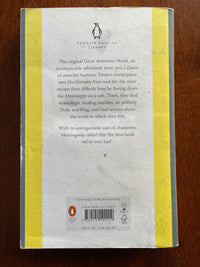 PENGUIN ENGLISH
LIBRARY
The original Great American Novel, an
incomparable adventure story and a classic
of anarchic humour, Twain's masterpiece
sees Huckleberry Finn and Jim the slave
escape their difficult lives by fleeing down
the Mississippi on a raft. There, they find
steamships, feuding families, an unlikely
Duke and King, and real lessons about
the world in which they live.
With its unforgettable cast of characters,
Hemingway called this 'the best book
we've ever had'.